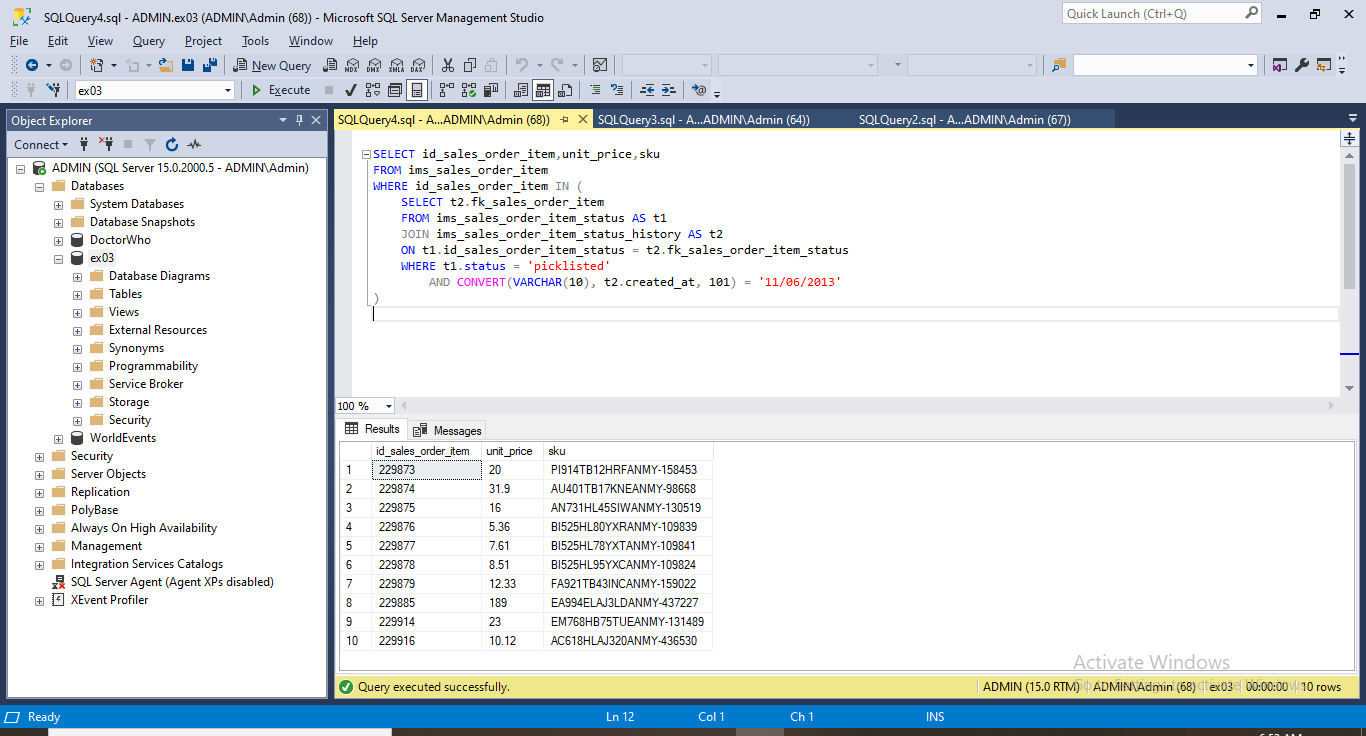 SQLQuery4.sql - ADMIN.ex03 (ADMIN\Admin (68)) - Microsoft SQL Server Management Studio
Quick Launch (Ctrl+Q)
File Edit View Query Project Tools Window Help
New Query
MDX DMX XMLA DAX
ex03
Execute
Object Explorer
Connect
ADMIN (SQL Server 15.0.2000.5 - ADMIN\Admin)
Databases
System Databases
Database Snapshots
DoctorWho
ex03
Database Diagrams
Tables
Views
External Resources
Synonyms
Programmability
Service Broker
Storage
Security
WorldEvents
Security
Server Objects
Replication
PolyBase
Always On High Availability
Management
Integration Services Catalogs
SQL Server Agent (Agent XPs disabled)
XEvent Profiler
SQLQuery4.sql - A...ADMIN\Admin (68)) SQLQuery3.sql - A...ADMIN\Admin (64)) SQLQuery2.sql - A...ADMIN\Admin (67))
SELECT id_sales_order_item,unit_price,sku
FROM ims_sales_order_item
WHERE id_sales_order_item IN (
SELECT t2.fk_sales_order_item
FROM ims_sales_order_item_status AS t1
JOIN ims_sales_order_item_status_history AS t2
ON t1.id_sales_order_item_status = t2.fk_sales_order_item_status
WHERE t1.status = 'picklisted'
AND CONVERT(VARCHAR(10), t2.created_at, 101) = '11/06/2013'
)
100 %
Results Messages
id_sales_order_item unit_price sku
1 229873 20 PI914TB12HRFANMY-158453
2 229874 31.9 AU401TB17KNEANMY-98668
3 229875 16 AN731HL45SIWANMY-130519
4 229876 5.36 BI525HL80YXRANMY-109839
5 229877 7.61 BI525HL78YXTANMY-109841
6 229878 8.51 BI525HL95YXCANMY-109824
7 229879 12.33 FA921TB43INCANMY-159022
8 229885 189 EA994ELAJ3LDANMY-437227
9 229914 23 EM768HB75TUEANMY-131489
10 229916 10.12 AC618HLAJ320ANMY-436530
Activate Windows
Query executed successfully. ADMIN (15.0 RTM) ADMIN\Admin (68) ex03 00:00:00 10 rows
Ready Ln 12 Col 1 Ch 1 INS